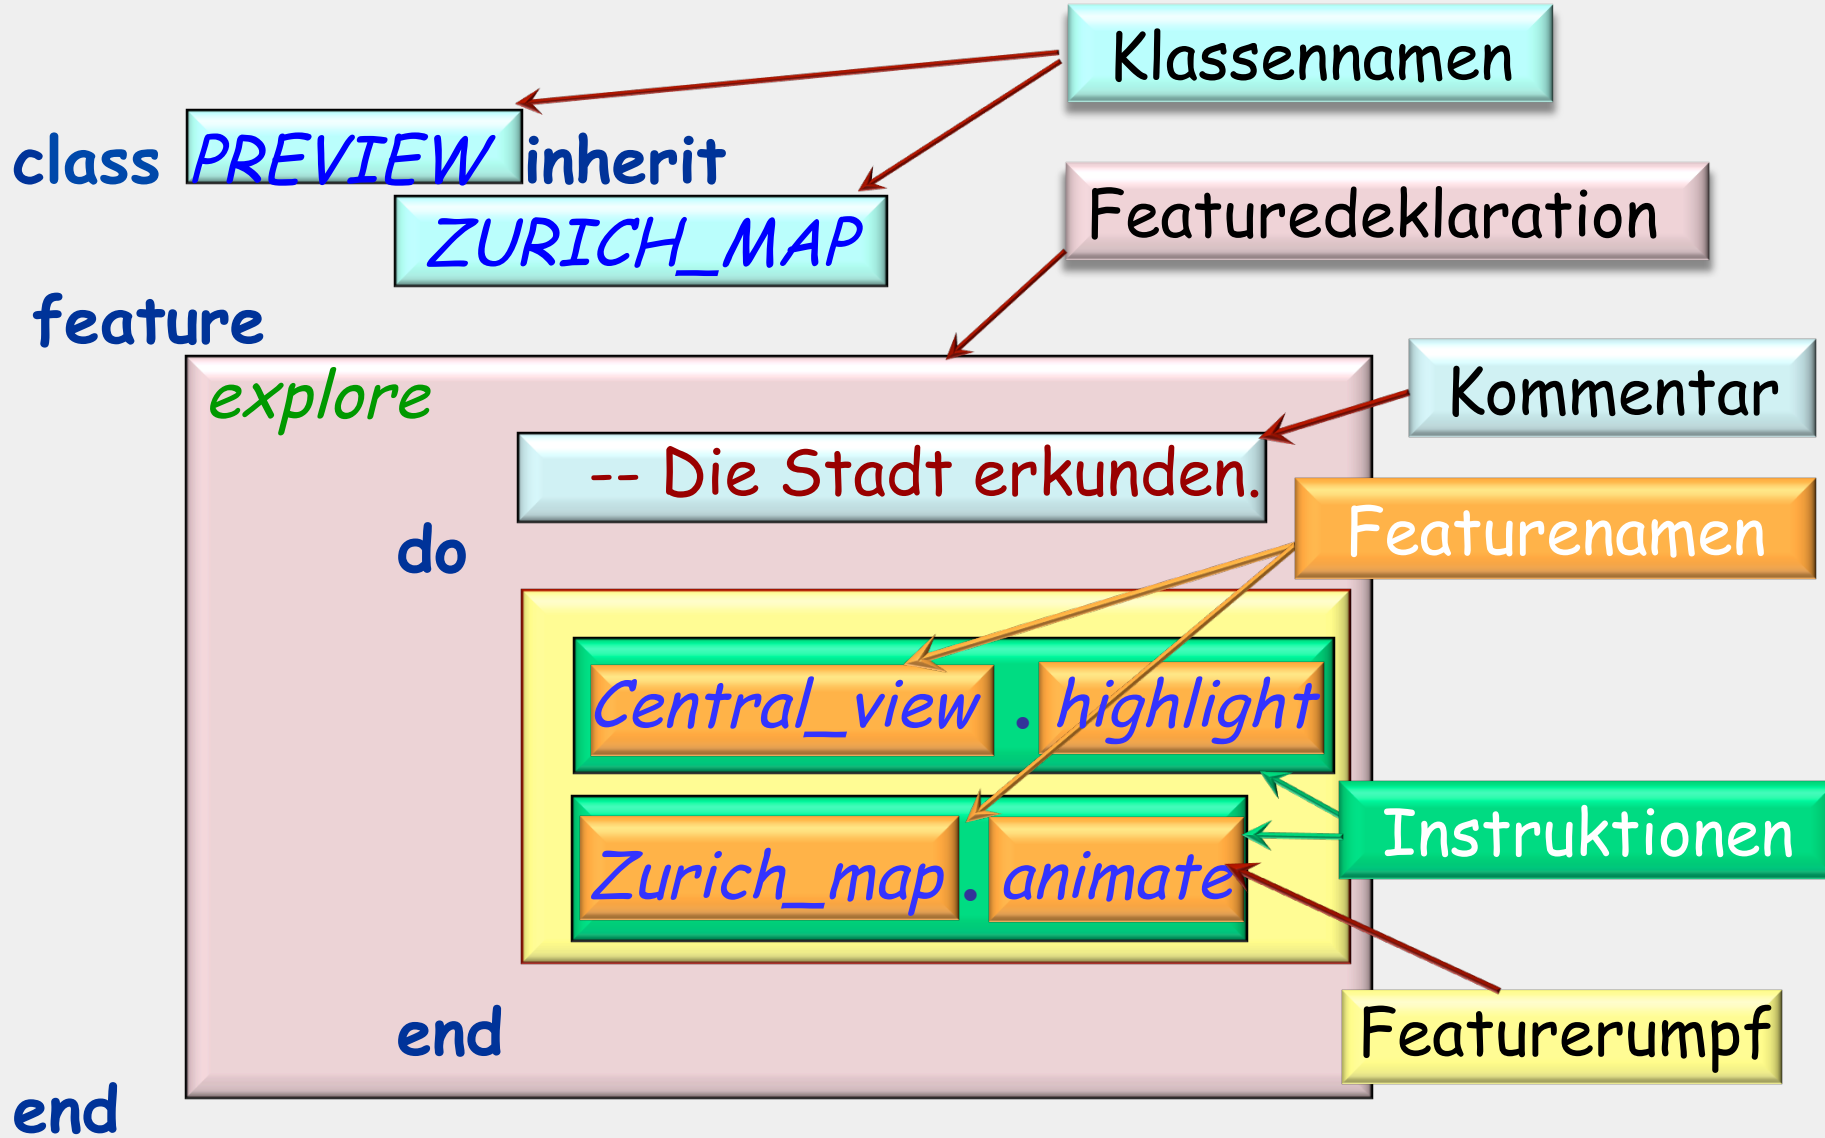 Klassennamen
class PREVIEW inherit
ZURICH_MAP
Featuredeklaration
feature
explore
Kommentar
-- Die Stadt erkunden.
Featurenamen
do
Central_view . highlight
Instruktionen
Zurich_map . animate
Featurerumpf
end
end